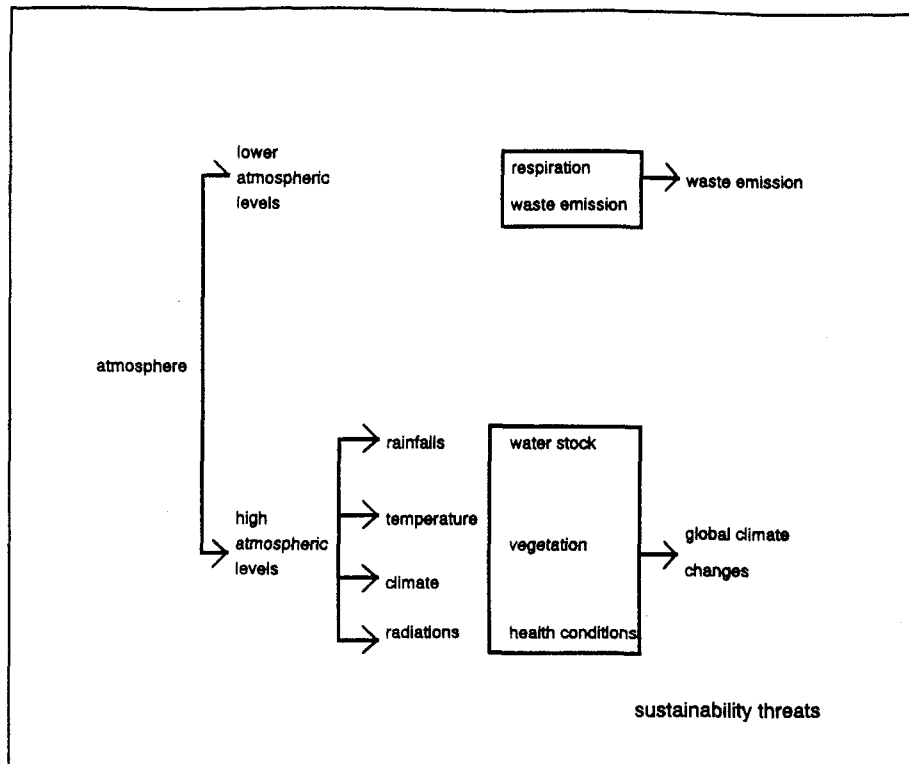 lower
atmospheric
levels
respiration
waste emission
waste emission
atmosphere
rainfalls
water stock
high
atmospheric
levels
temperature
vegetation
global climate
changes
climate
radiations
health conditions
sustainability threats